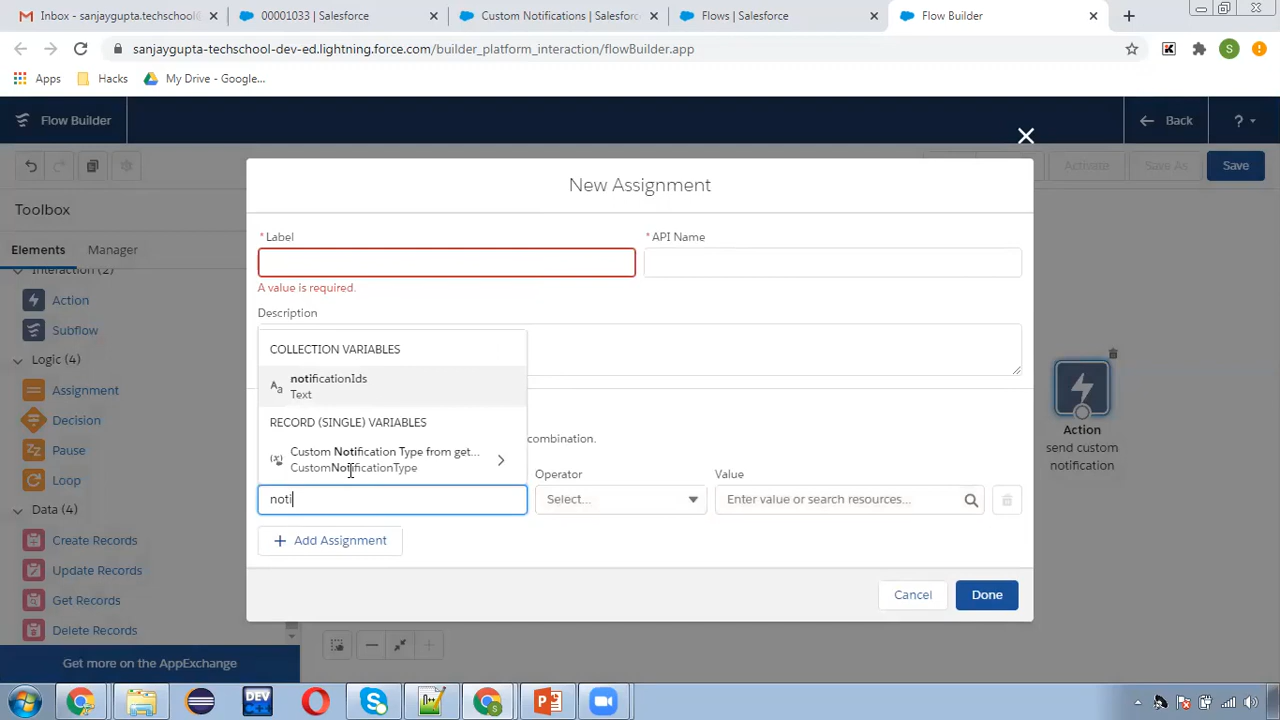 Inbox - sanjaygupta.techschool@
00001033 | Salesforce
Custom Notifications | Salesforc
Flows | Salesforce
Flow Builder
sanjaygupta-techschool-dev-ed.lightning.force.com/builder_platform_interaction/flowBuilder.app
S
Apps
Hacks
My Drive - Google...
Flow Builder
Back
?
Activate
Save As
Save
Toolbox
New Assignment
Elements
Manager
* Label
* API Name
Interaction (2)
Action
A value is required.
Subflow
Description
Logic (4)
COLLECTION VARIABLES
Assignment
notificationIds
Text
Decision
RECORD (SINGLE) VARIABLES
Action
send custom
notification
Pause
Custom Notification Type from get...
CustomNotificationType
combination.
Loop
Operator
Value
noti
Select...
Enter value or search resources...
Data (4)
Create Records
Add Assignment
Update Records
Get Records
Cancel
Done
Delete Records
Get more on the AppExchange
DEV
C++